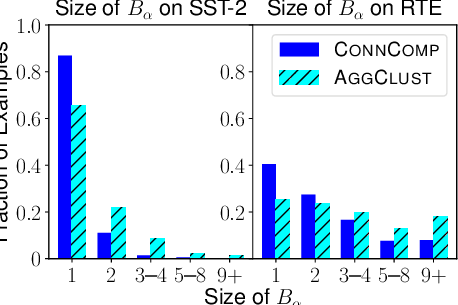 Size of Bα on SST-2
Size of Bα on RTE
Fraction of Examples
1.0
0.8
0.6
0.4
0.2
0
0.8
0.6
0.4
0.2
CONNCOMP
AGGCLUST
1 2 3–4 5–8 9+
1 2 3–4 5–8 9+
Size of Bα